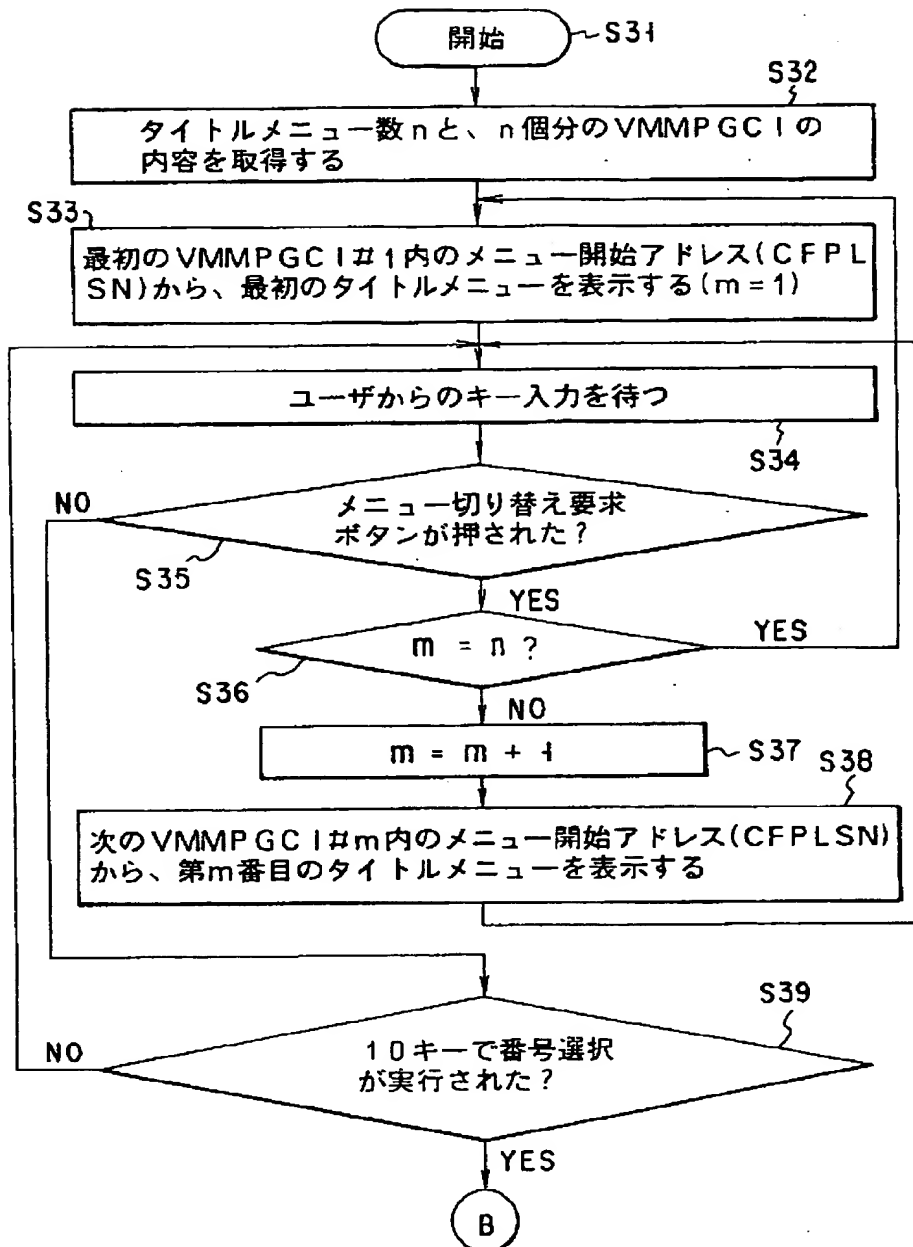 開始
S31
S32
タイトルメニュー数nと、n個分のVMMPGCIの
内容を取得する
S33
最初のVMMPGCI#1内のメニュー開始アドレス(CFPL
SN)から、最初のタイトルメニューを表示する(m=1)
ユーザからのキー入力を待つ
S34
NO
メニュー切り替え要求
ボタンが押された?
S35
YES
m = n ?
YES
S36
NO
m = m + 1
S37
S38
次のVMMPGCI#m内のメニュー開始アドレス(CFPLSN)
から、第m番目のタイトルメニューを表示する
S39
NO
10キーで番号選択
が実行された?
YES
B